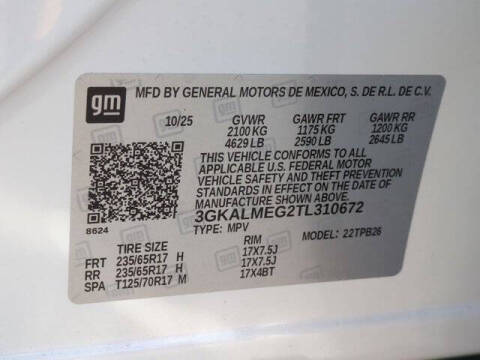 gm MFD BY GENERAL MOTORS DE MEXICO, S. DE R.L. DE C.V.
10/25 GVWR GAWR FRT GAWR RR
2100 KG 1175 KG 1200 KG
4629 LB 2590 LB 2645 LB
THIS VEHICLE CONFORMS TO ALL
APPLICABLE U.S. FEDERAL MOTOR
VEHICLE SAFETY STANDARDS IN
EFFECT ON THE DATE OF
MANUFACTURE SHOWN ABOVE.
3GKALMEG2TL310672
8624 TYPE: MPV MODEL: 22TPB26
TIRE SIZE RIM
FRT 235/65R17 H 17X7.5J
RR 235/65R17 H 17X7.5J
SPA T125/70R17 M 17X4BT